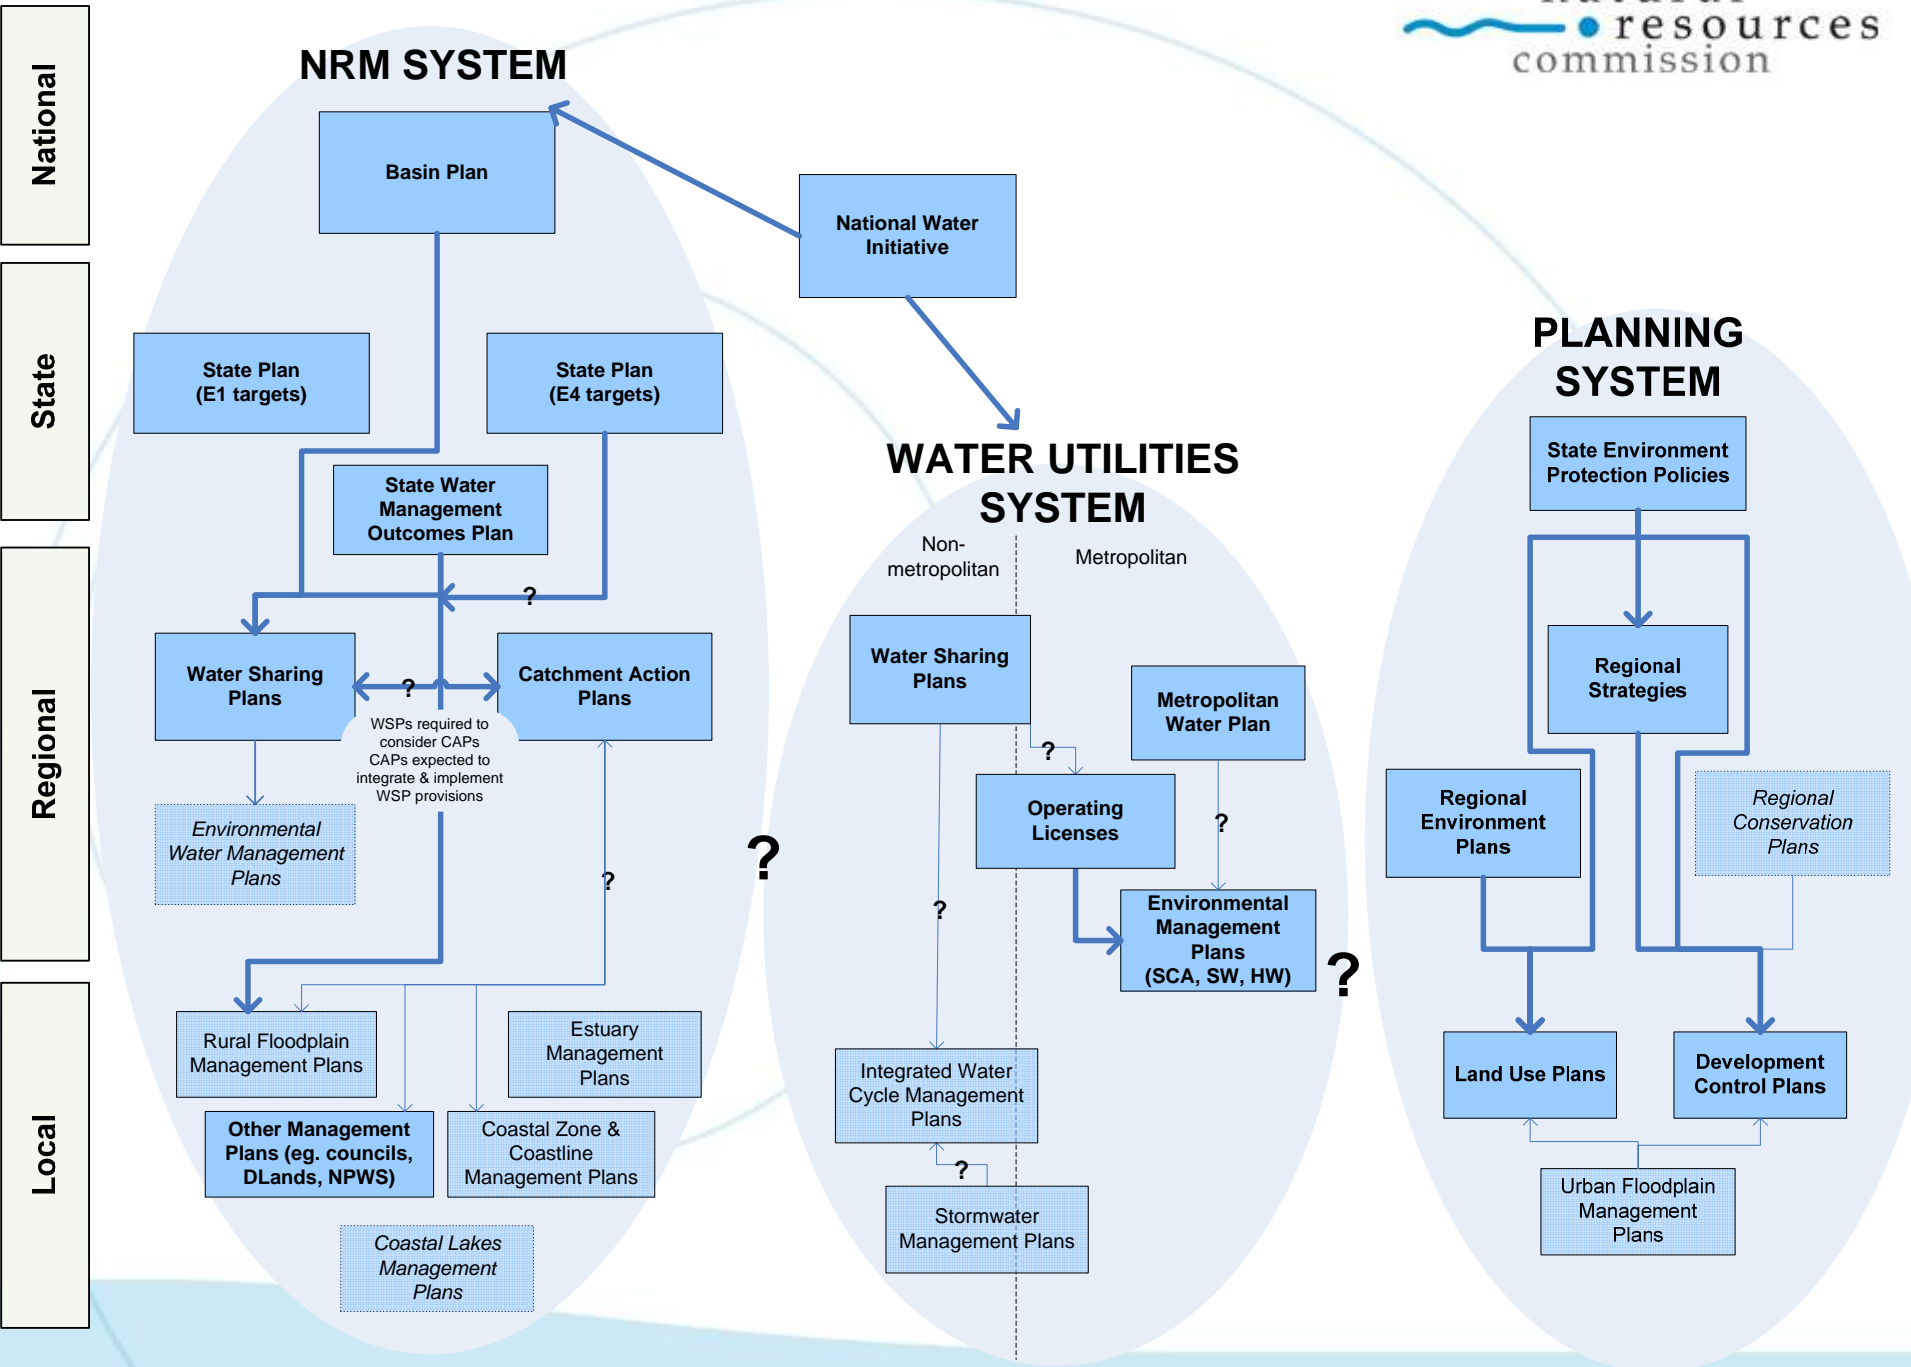 natural
resources
commission
National
State
Regional
Local
NRM SYSTEM
Basin Plan
National Water
Initiative
State Plan
(E1 targets)
State Plan
(E4 targets)
State Water
Management
Outcomes Plan
?
Water Sharing
Plans
?
Catchment Action
Plans
WSPs required to
consider CAPs
CAPs expected to
integrate & implement
WSP provisions
Environmental
Water Management
Plans
?
Rural Floodplain
Management Plans
Estuary
Management
Plans
Other Management
Plans (eg. councils,
DLands, NPWS)
Coastal Zone &
Coastline
Management Plans
Coastal Lakes
Management
Plans
?
WATER UTILITIES
SYSTEM
Non-
metropolitan
Metropolitan
Water Sharing
Plans
Metropolitan
Water Plan
?
Operating
Licenses
?
?
Environmental
Management
Plans
(SCA, SW, HW)
Integrated Water
Cycle Management
Plans
?
Stormwater
Management Plans
?
PLANNING
SYSTEM
State Environment
Protection Policies
Regional
Strategies
Regional
Environment
Plans
Regional
Conservation
Plans
Land Use Plans
Development
Control Plans
Urban Floodplain
Management
Plans